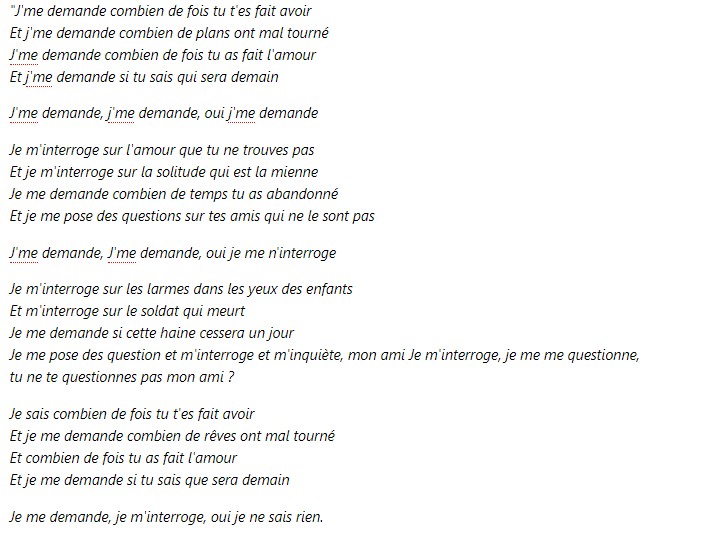 "J'me demande combien de fois tu t'es fait avoir
Et j'me demande combien de plans ont mal tourné
J'me demande combien de fois tu as fait l'amour
Et j'me demande si tu sais qui sera demain
J'me demande, j'me demande, oui j'me demande
Je m'interroge sur l'amour que tu ne trouves pas
Et je m'interroge sur la solitude qui est la mienne
Je me demande combien de temps tu as abandonné
Et je me pose des questions sur tes amis qui ne le sont pas
J'me demande, J'me demande, oui je me n'interroge
Je m'interroge sur les larmes dans les yeux des enfants
Et m'interroge sur le soldat qui meurt
Je me demande si cette haine cessera un jour
Je me pose des question et m'interroge et m'inquiète, mon ami Je m'interroge, je me me questionne,
tu ne te questionnes pas mon ami ?
Je sais combien de fois tu t'es fait avoir
Et je me demande combien de rêves ont mal tourné
Et combien de fois tu as fait l'amour
Et je me demande si tu sais que sera demain
Je me demande, je m'interroge, oui je ne sais rien.